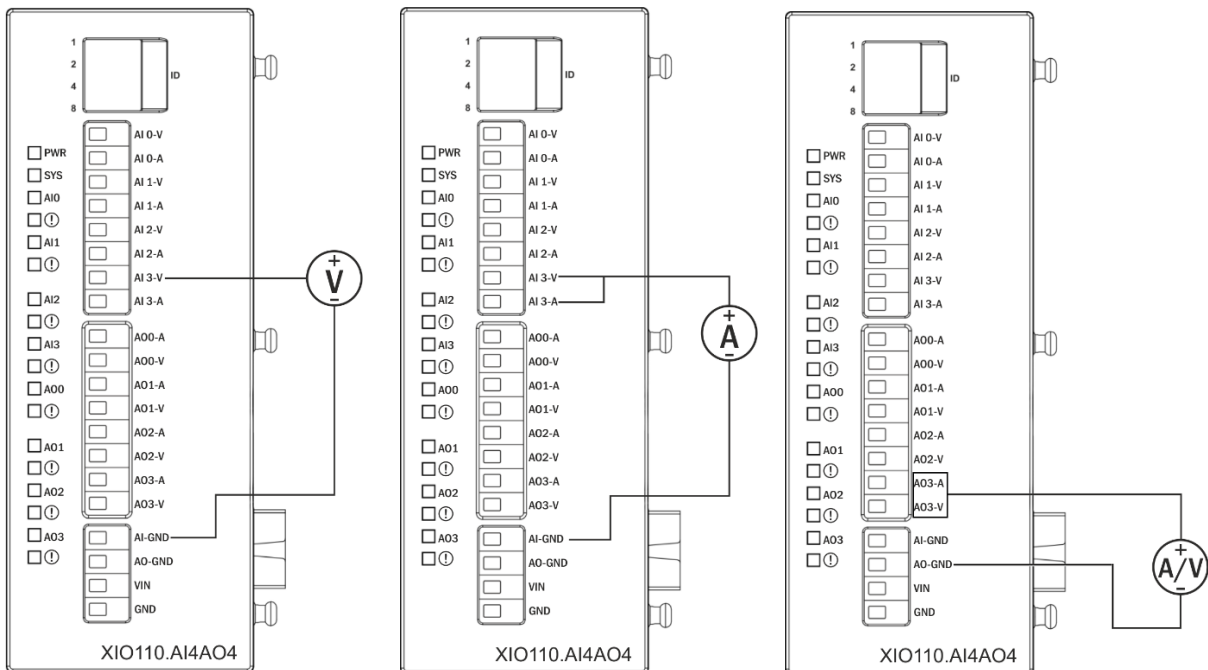 1
2
4
8
ID
AI 0-V
AI 0-A
AI 1-V
AI 1-A
AI 2-V
AI 2-A
AI 3-V
AI 3-A
PWR
SYS
AI0
!
AI1
!
AI2
!
AI3
!
AO0
!
AO1
!
AO2
!
AO3
!
AO0-A
AO0-V
AO1-A
AO1-V
AO2-A
AO2-V
AO3-A
AO3-V
AI-GND
AO-GND
VIN
GND
+
V
-
XIO110.AI4AO4
1
2
4
8
ID
AI 0-V
AI 0-A
AI 1-V
AI 1-A
AI 2-V
AI 2-A
AI 3-V
AI 3-A
PWR
SYS
AI0
!
AI1
!
AI2
!
AI3
!
AO0
!
AO1
!
AO2
!
AO3
!
AO0-A
AO0-V
AO1-A
AO1-V
AO2-A
AO2-V
AO3-A
AO3-V
AI-GND
AO-GND
VIN
GND
+
A
-
XIO110.AI4AO4
1
2
4
8
ID
AI 0-V
AI 0-A
AI 1-V
AI 1-A
AI 2-V
AI 2-A
AI 3-V
AI 3-A
PWR
SYS
AI0
!
AI1
!
AI2
!
AI3
!
AO0
!
AO1
!
AO2
!
AO3
!
AO0-A
AO0-V
AO1-A
AO1-V
AO2-A
AO2-V
AO3-A
AO3-V
AI-GND
AO-GND
VIN
GND
+
A/V
-
XIO110.AI4AO4